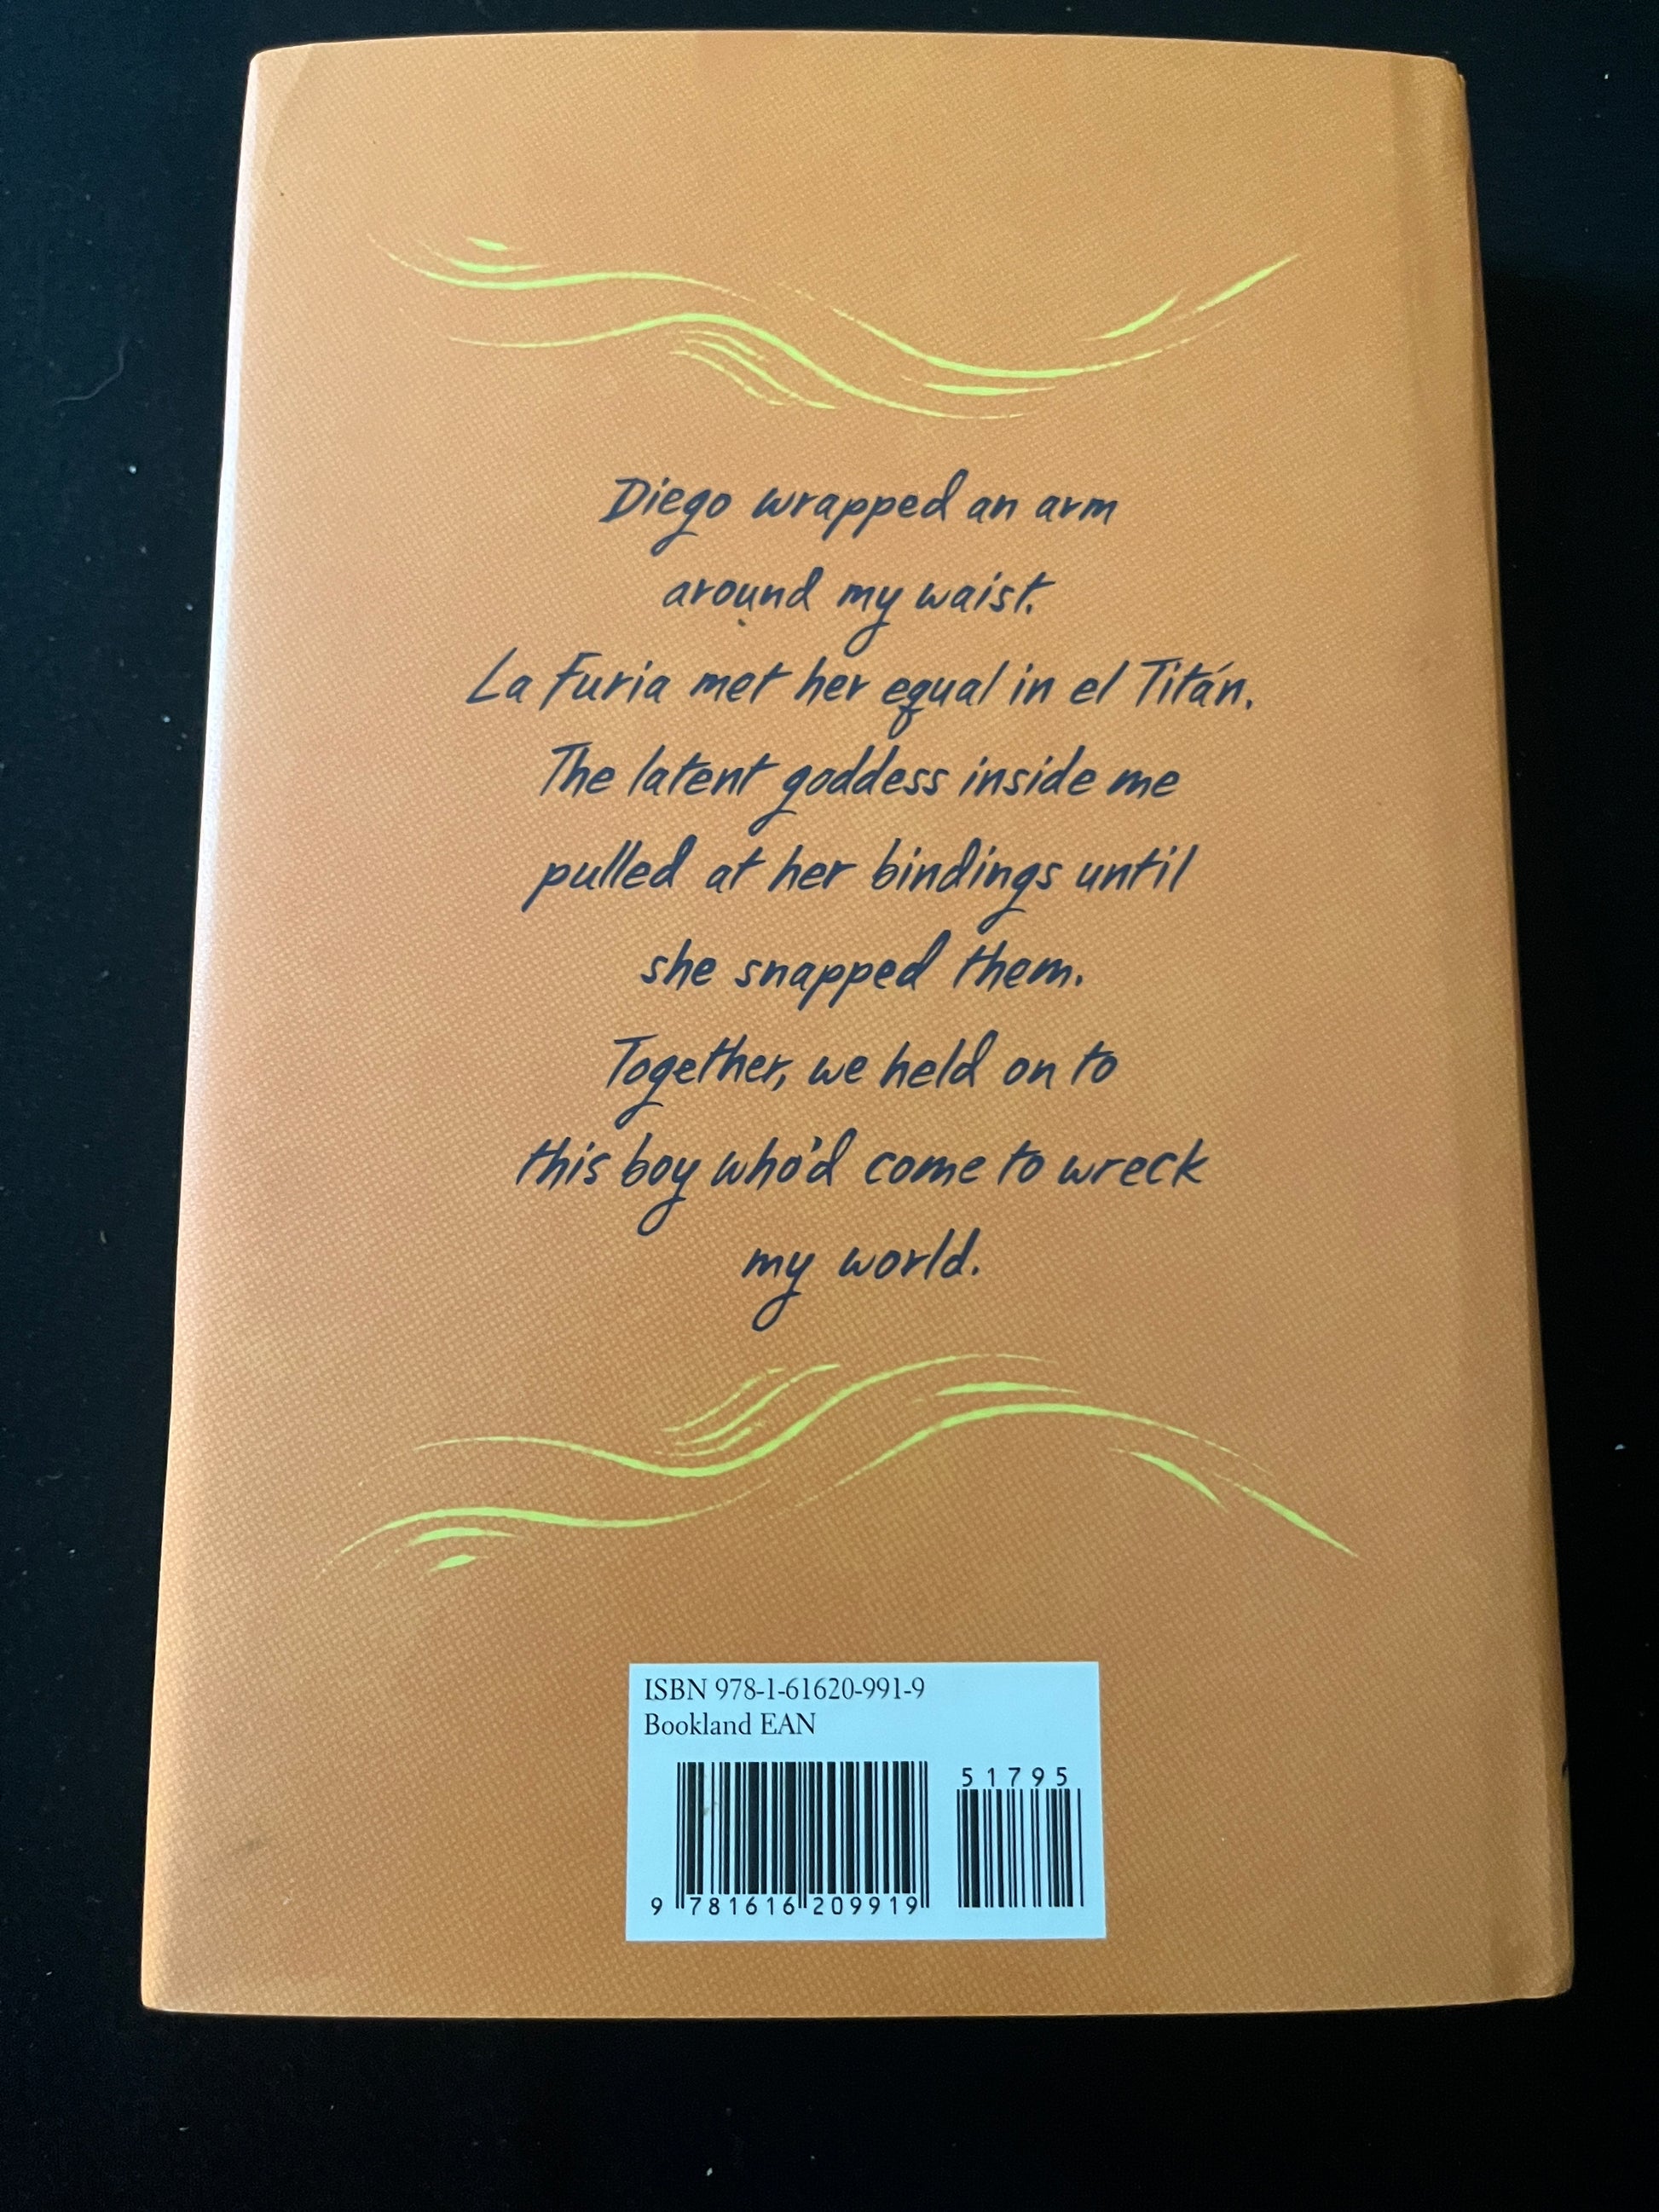 Diego wrapped an arm
around my waist.
La Furia met her equal in el Titán.
The latent goddess inside me
pulled at her bindings until
she snapped them.
Together, we held on to
this boy who'd come to wreck
my world.
ISBN 978-1-61620-991-9
Bookland EAN
51795
9 781616 209919